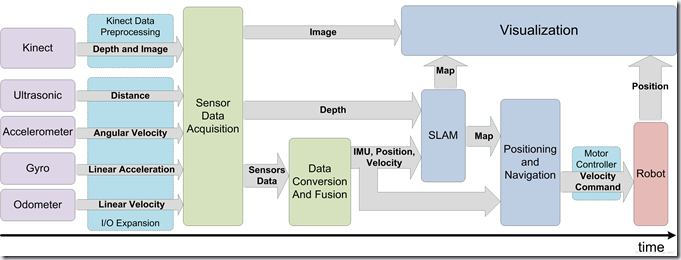 Kinect Data
Preprocessing
Kinect
Depth and Image
Image
Visualization
Map
Position
Ultrasonic
Distance
Sensor
Data
Acquisition
Depth
SLAM
Accelerometer
Angular Velocity
Gyro
Linear Acceleration
Odometer
Linear Velocity
I/O Expansion
Sensors
Data
Data
Conversion
And Fusion
IMU, Position,
Velocity
Map
Positioning
and
Navigation
Motor
Controller
Velocity
Command
Robot
time